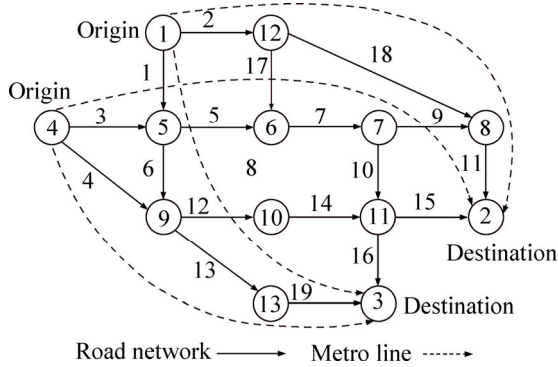 2
Origin 1 12
18
1 17
Origin
3 5 7 9
4 5 6 7 8
4 6 8 10 11
12 14 15
9 10 11 2
Destination
13 16
19
13 3 Destination
Road network Metro line